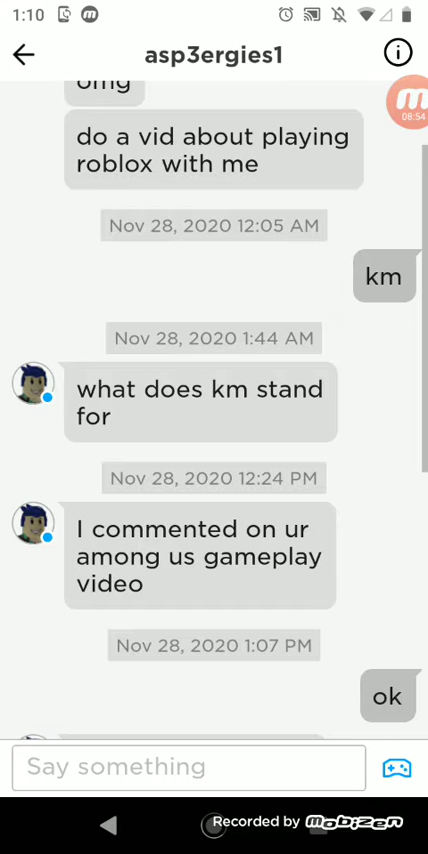 1:10
asp3ergies1
omg
08:54
do a vid about playing
roblox with me
Nov 28, 2020 12:05 AM
km
Nov 28, 2020 1:44 AM
what does km stand
for
Nov 28, 2020 12:24 PM
I commented on ur
among us gameplay
video
Nov 28, 2020 1:07 PM
ok
Say something
Recorded by mobizen